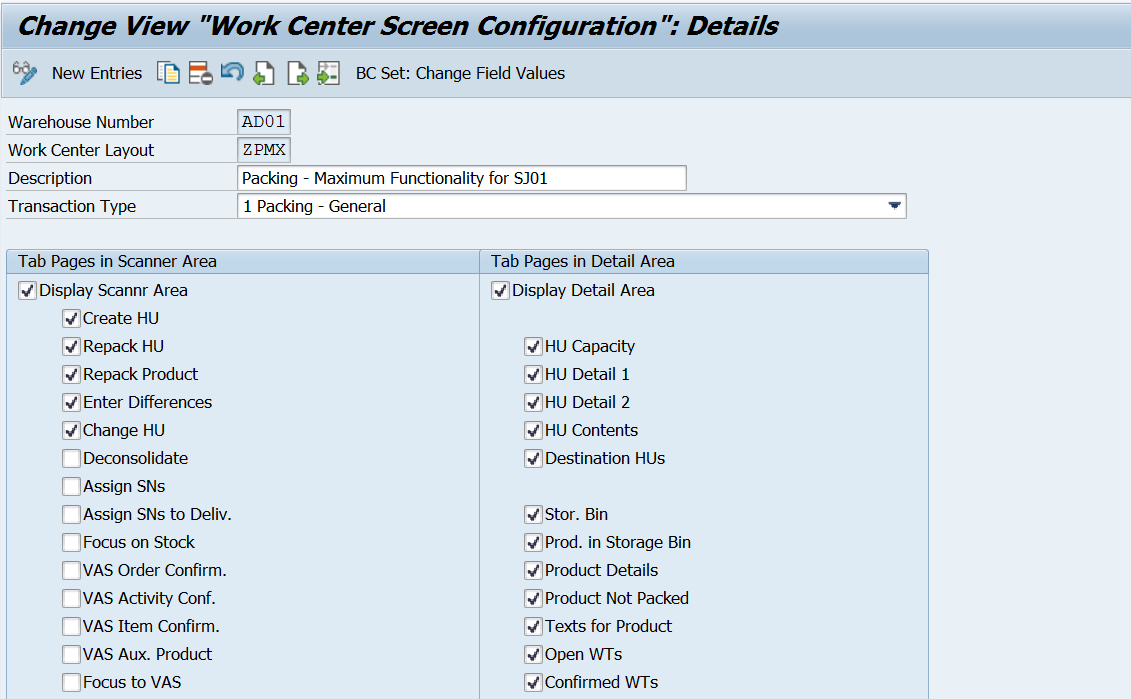 Change View "Work Center Screen Configuration": Details
New Entries BC Set: Change Field Values
Warehouse Number AD01
Work Center Layout ZPMX
Description Packing - Maximum Functionality for SJ01
Transaction Type 1 Packing - General
Tab Pages in Scanner Area
Display Scannr Area
Create HU
Repack HU
Repack Product
Enter Differences
Change HU
Deconsolidate
Assign SNs
Assign SNs to Deliv.
Focus on Stock
VAS Order Confirm.
VAS Activity Conf.
VAS Item Confirm.
VAS Aux. Product
Focus to VAS
Tab Pages in Detail Area
Display Detail Area
HU Capacity
HU Detail 1
HU Detail 2
HU Contents
Destination HUs
Stor. Bin
Prod. in Storage Bin
Product Details
Product Not Packed
Texts for Product
Open WTs
Confirmed WTs